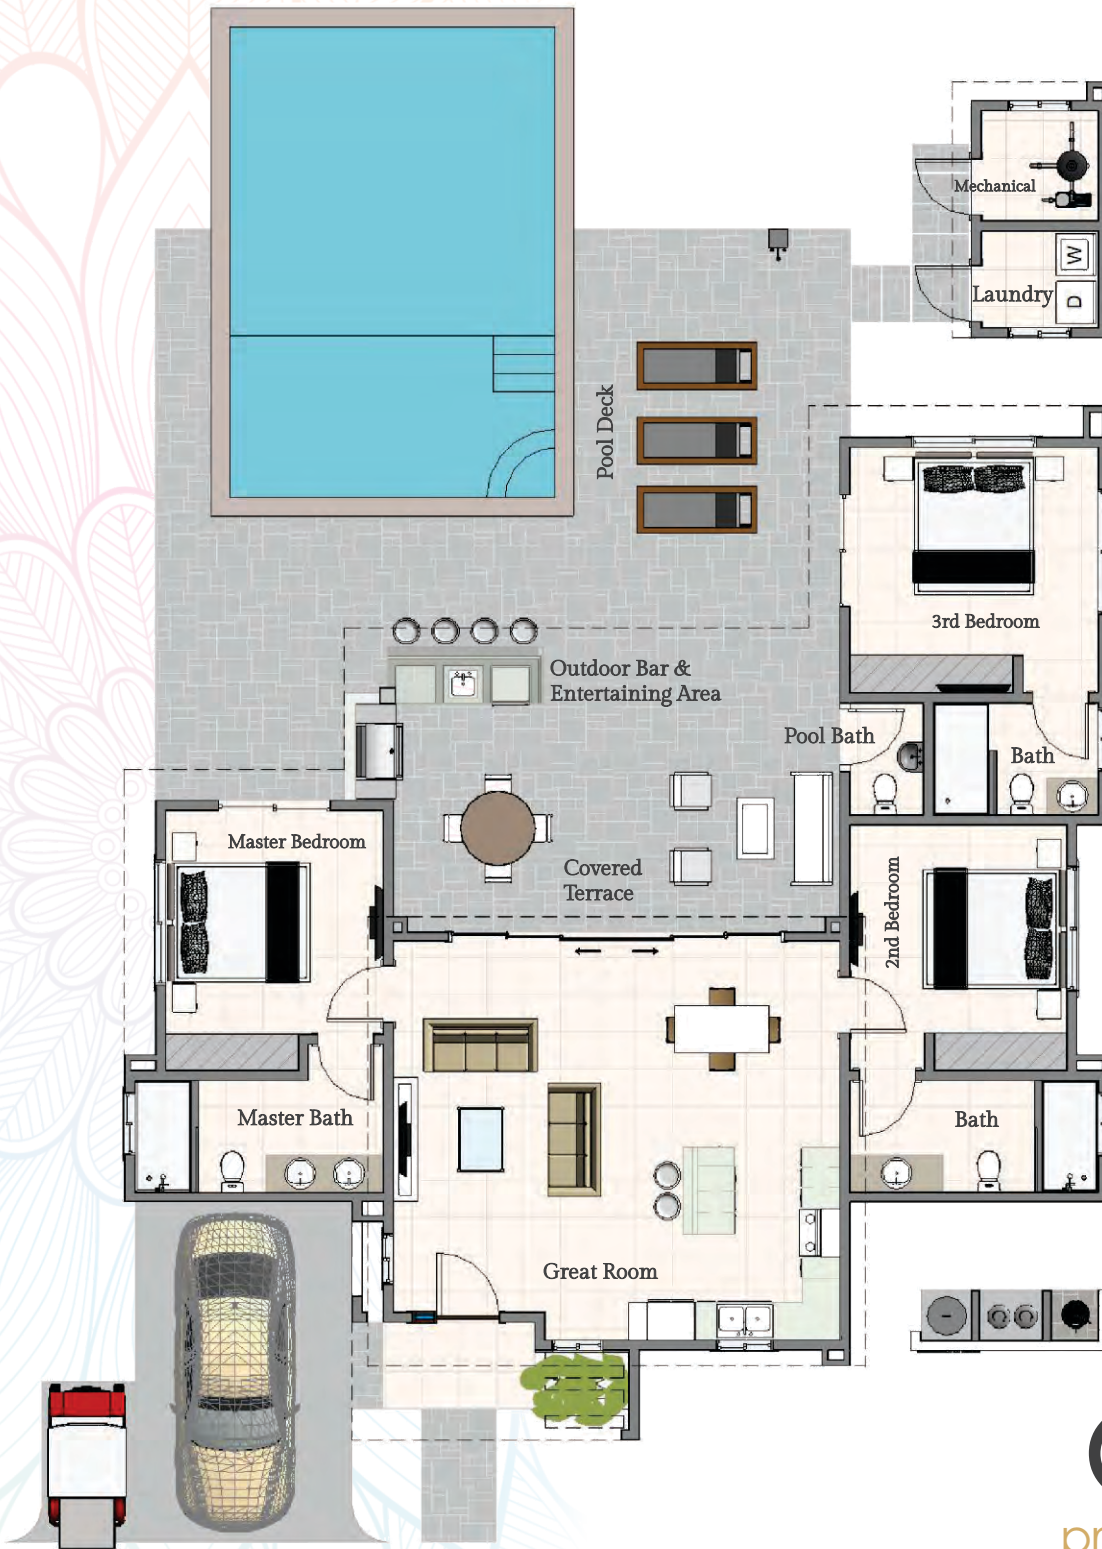 Mechanical
W
Laundry
D
Pool Deck
3rd Bedroom
Outdoor Bar &
Entertaining Area
Pool Bath
Bath
Master Bedroom
Covered
Terrace
2nd Bedroom
Master Bath
Bath
Great Room